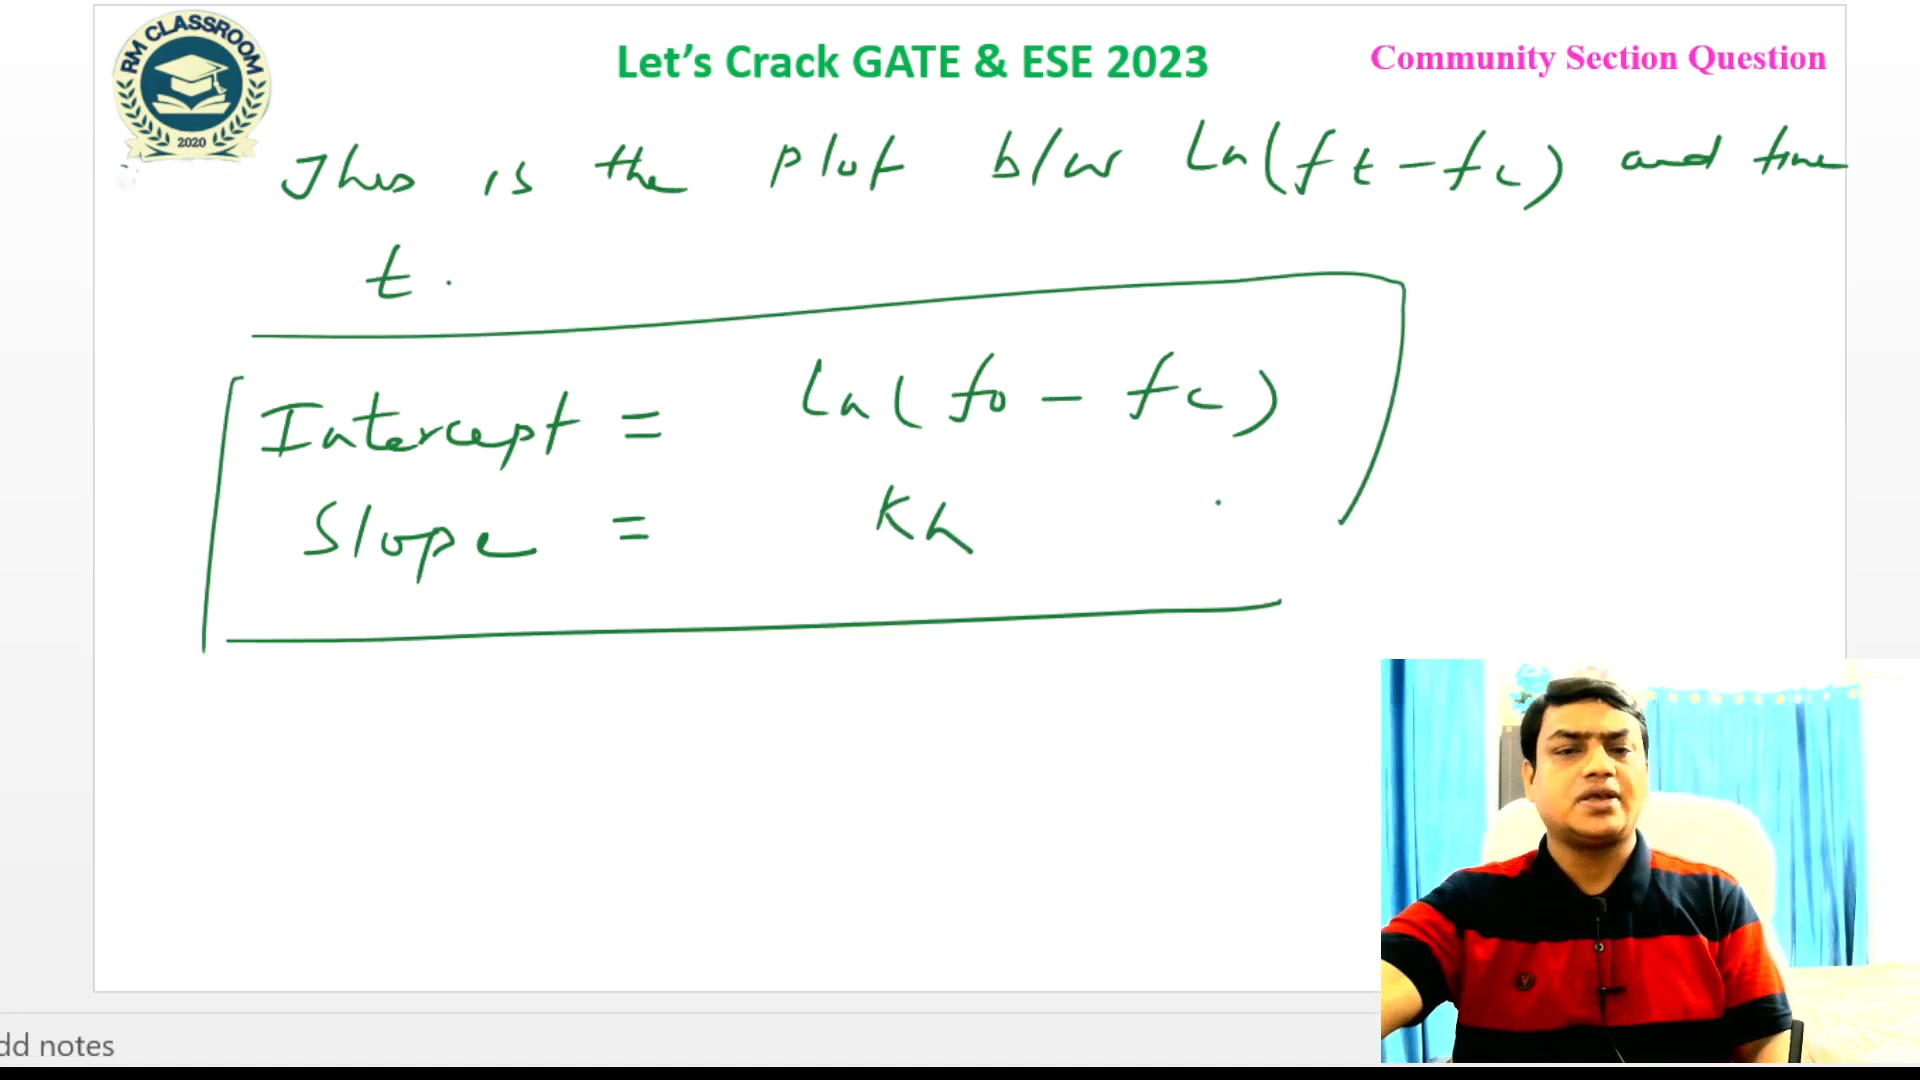 RM CLASSROOM
2020
Let's Crack GATE & ESE 2023
Community Section Question
This is the plot b/w Ln(ft - fc) and time
t.
Intercept = Ln(fo - fc)
Slope = Kh
dd notes